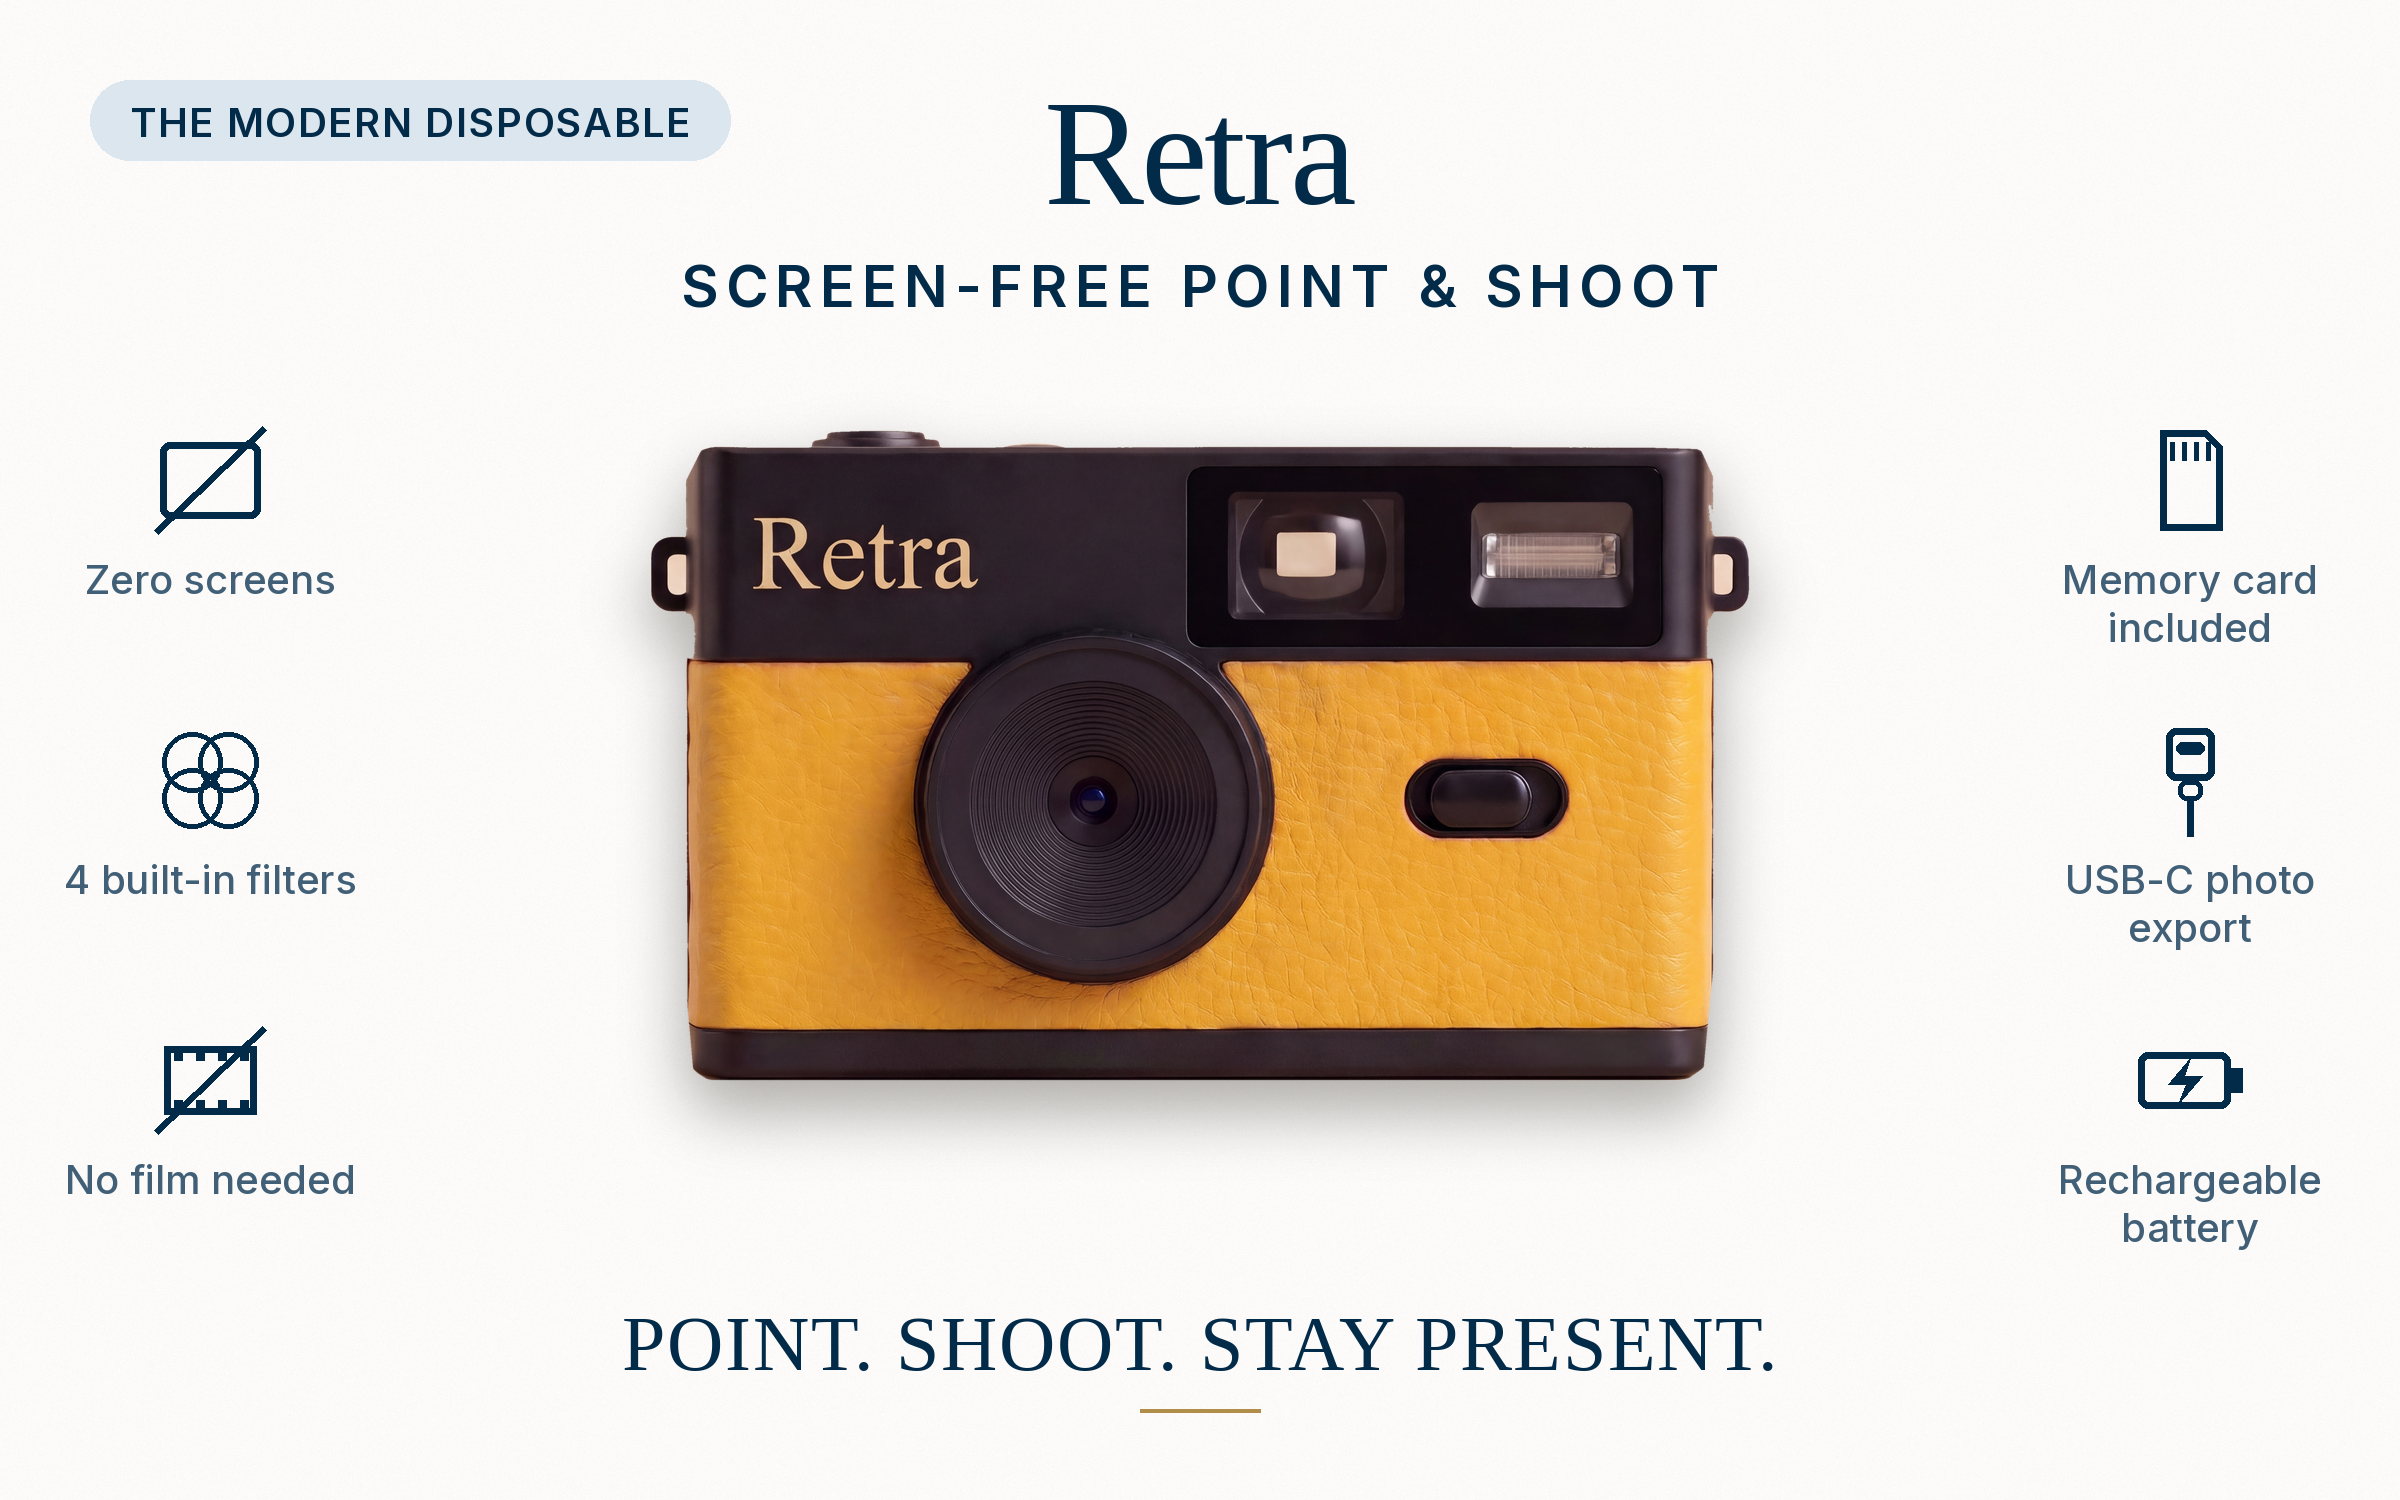 THE MODERN DISPOSABLE
Retra
SCREEN-FREE POINT & SHOOT
Zero screens
4 built-in filters
No film needed
Retra
Memory card
included
USB-C photo
export
Rechargeable
battery
POINT. SHOOT. STAY PRESENT.